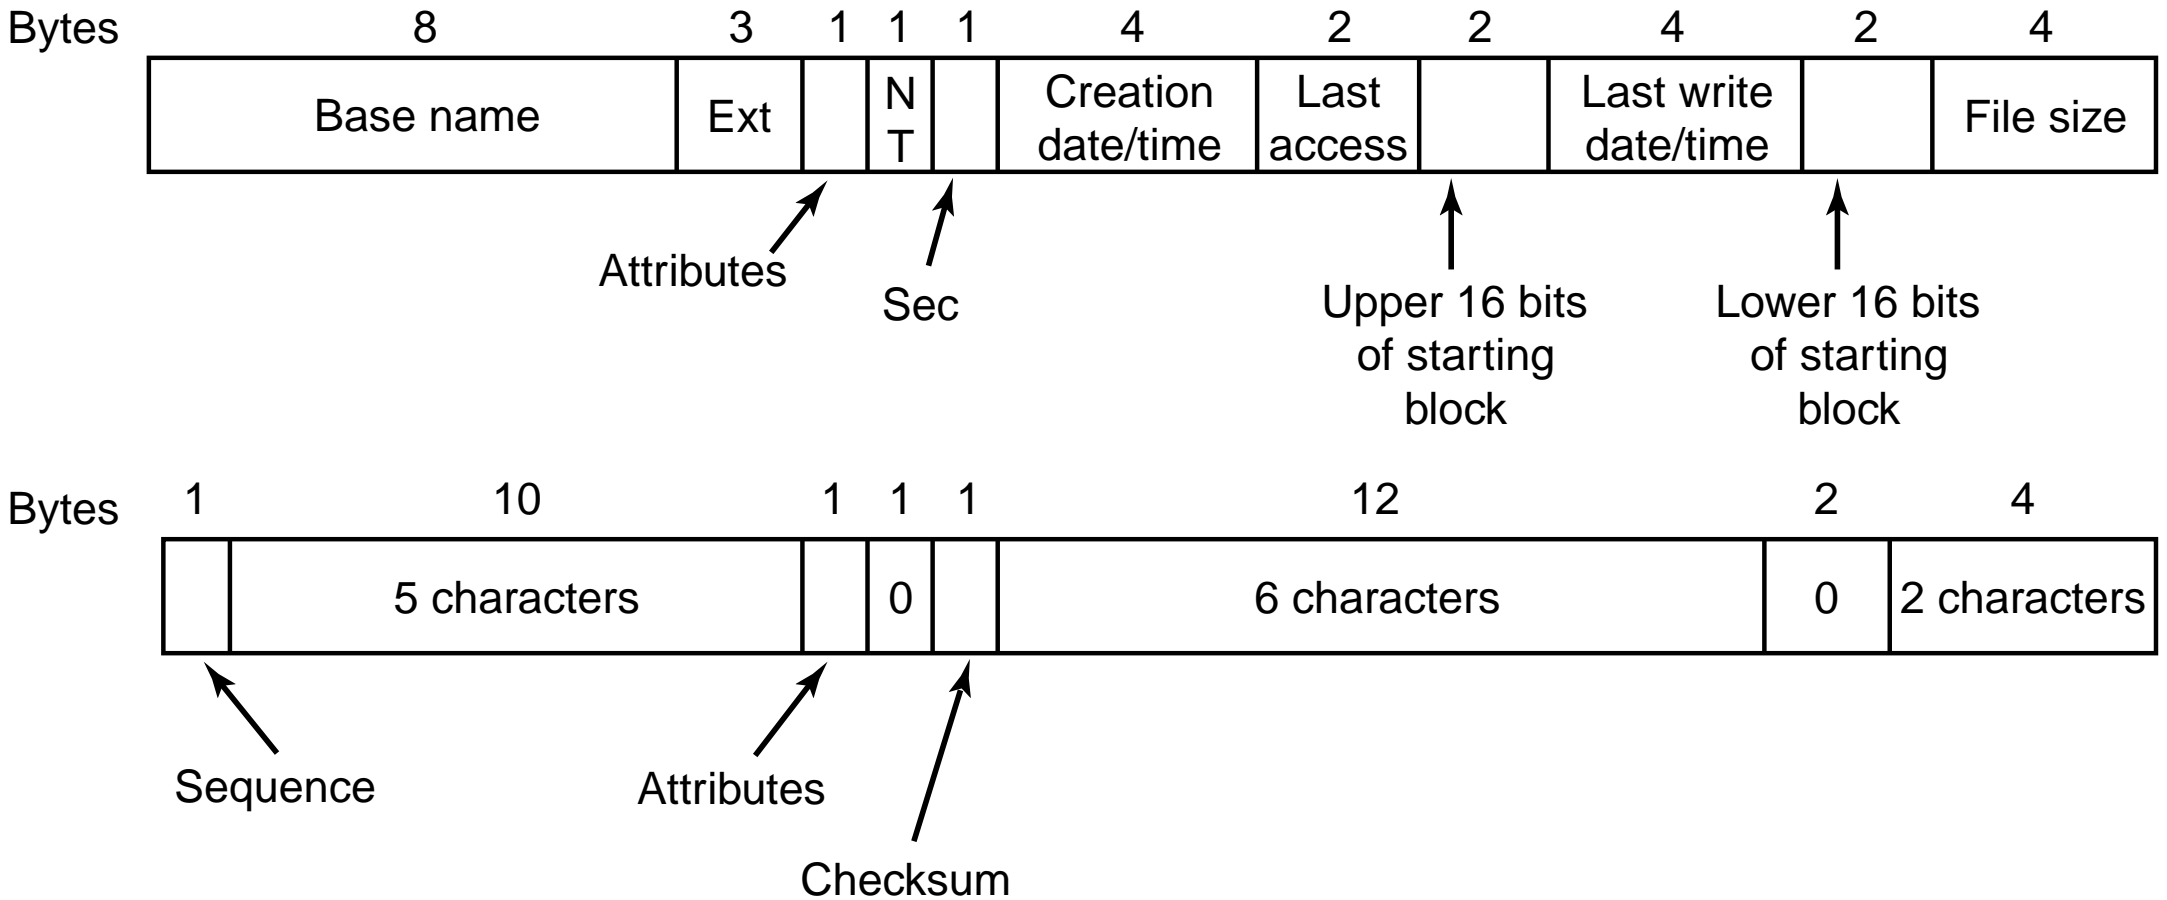 Bytes 8 3 1 1 1 4 2 2 4 2 4
Base name Ext N T Creation date/time Last access Last write date/time File size
Attributes
Sec
Upper 16 bits
of starting
block
Lower 16 bits
of starting
block
Bytes 1 10 1 1 1 12 2 4
5 characters 0 6 characters 0 2 characters
Sequence
Attributes
Checksum